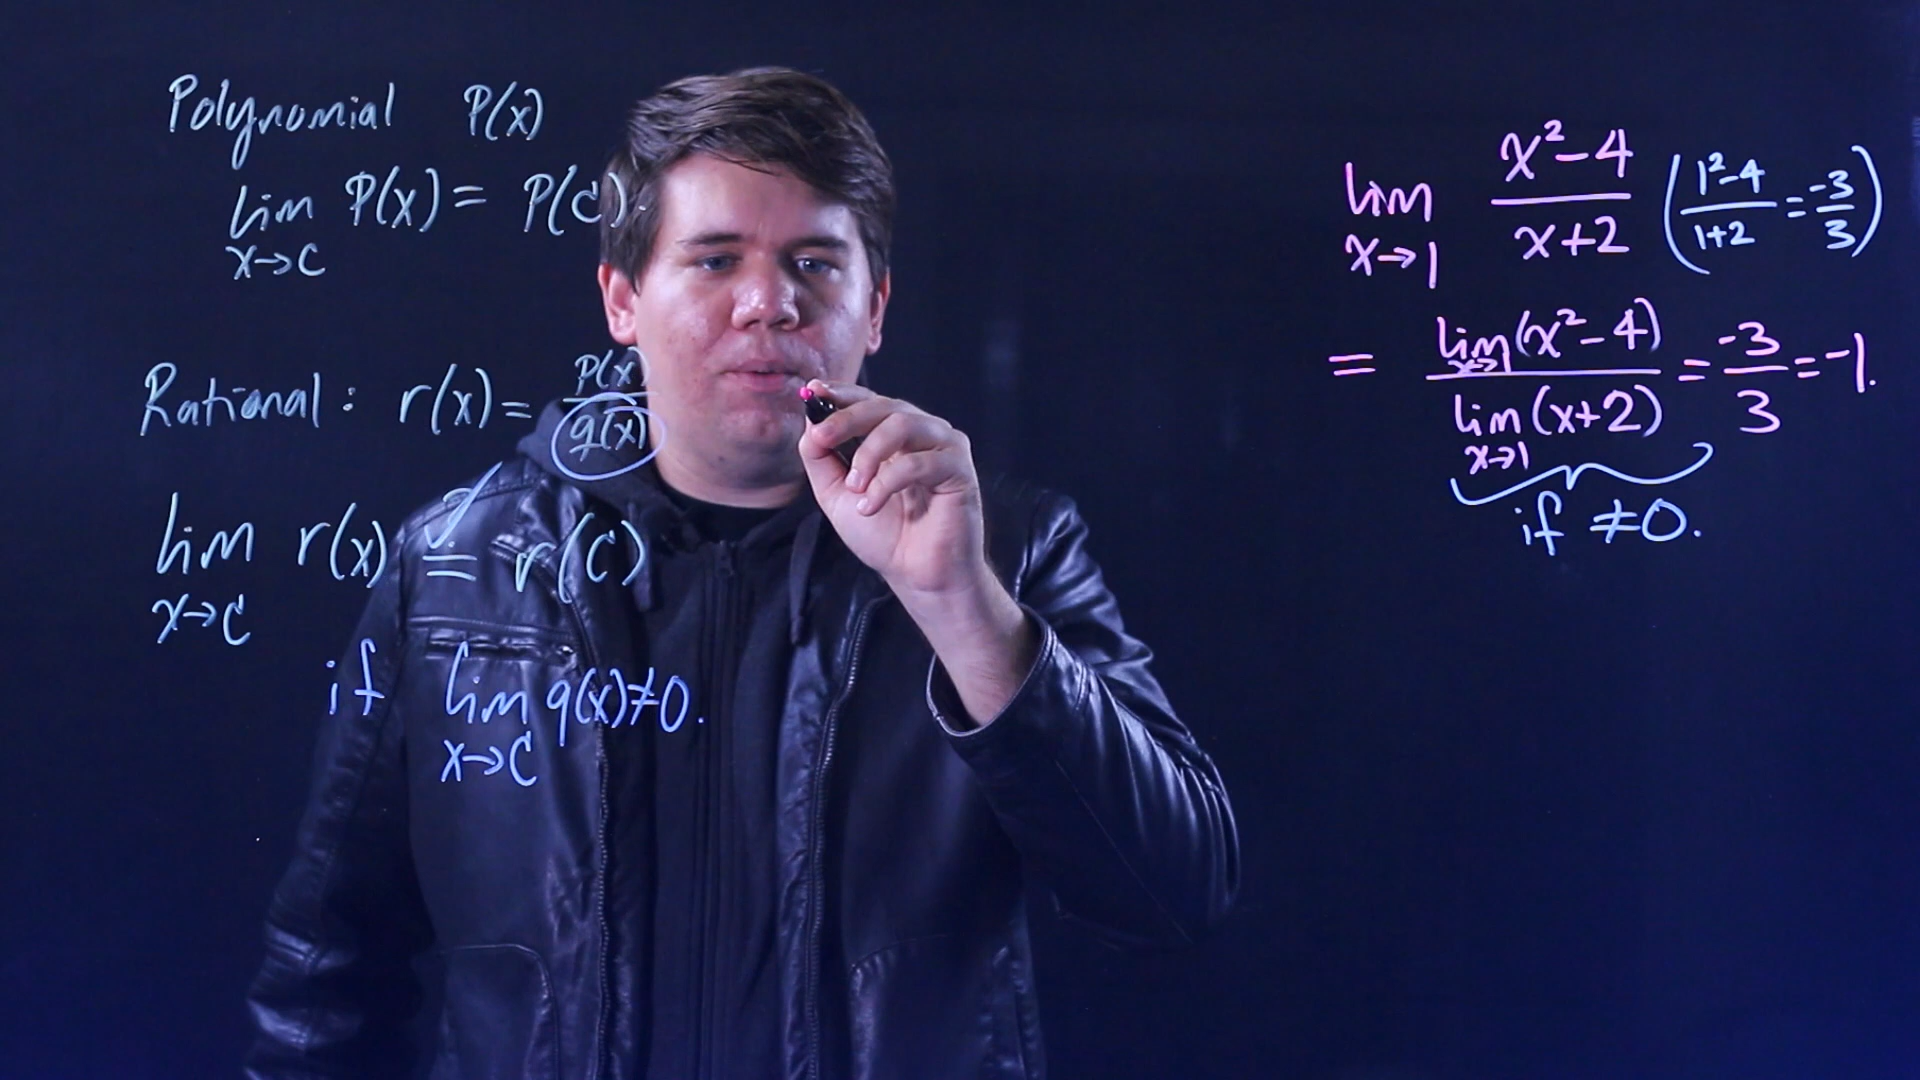 Polynomial P(x)
lim P(x) = P(c).
x→c
Rational: r(x) = p(x)/q(x)
lim r(x) = r(c)
x→c
if lim q(x)≠0.
x→c
lim x²-4/x+2 (1²-4/1+2 = -3/3)
x→1
= lim x→1 (x²-4)/lim x→1 (x+2) = -3/3 = -1.
if ≠0.